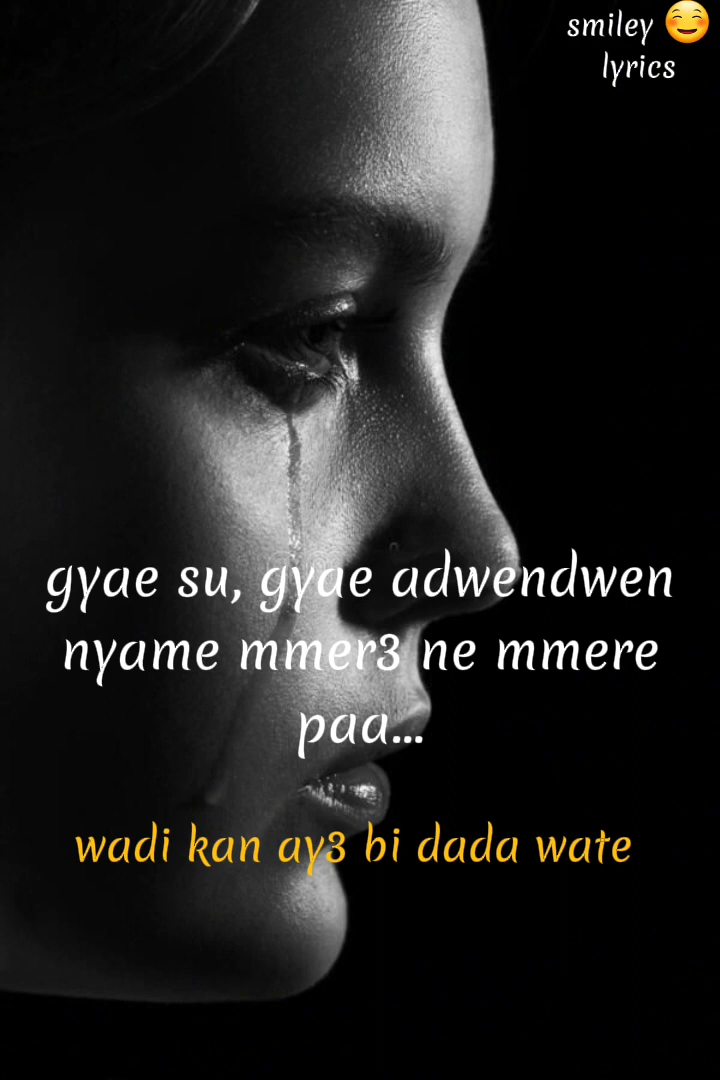 smiley 😊
lyrics
gyae su, gyae adwendwen
nyame mmer3 ne mmere
paa...
wadi kan ay3 bi dada wate